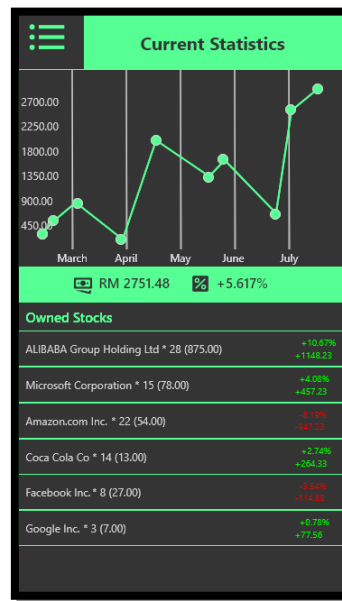 Current Statistics
2700.00
2250.00
1800.00
1350.00
900.00
450.00
March April May June July
RM 2751.48 % +5.617%
Owned Stocks
+10.67%
ALIBABA Group Holding Ltd * 28 (875.00)
+1148.23
+4.08%
Microsoft Corporation * 15 (78.00)
+457.23
Amazon.com Inc. * 22 (54.00)
+2.74%
Coca Cola Co * 14 (13.00)
+264.33
Facebook Inc. * 8 (27.00)
+0.78%
Google Inc. * 3 (7.00)
+77.56